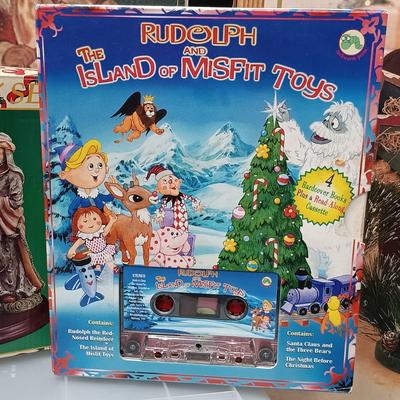 RUDOLPH
AND
THE
ISLAND OF MISFIT TOYS
4
Hardcover Books
Plus a Read-Along
Cassette
STEREO
RUDOLPH
THE ISLAND OF MISFIT TOYS
Contains:
Rudolph the Red-
Nosed Reindeer
The Island of
Misfit Toys
Contains:
Santa Claus and
the Three Bears
The Night Before
Christmas